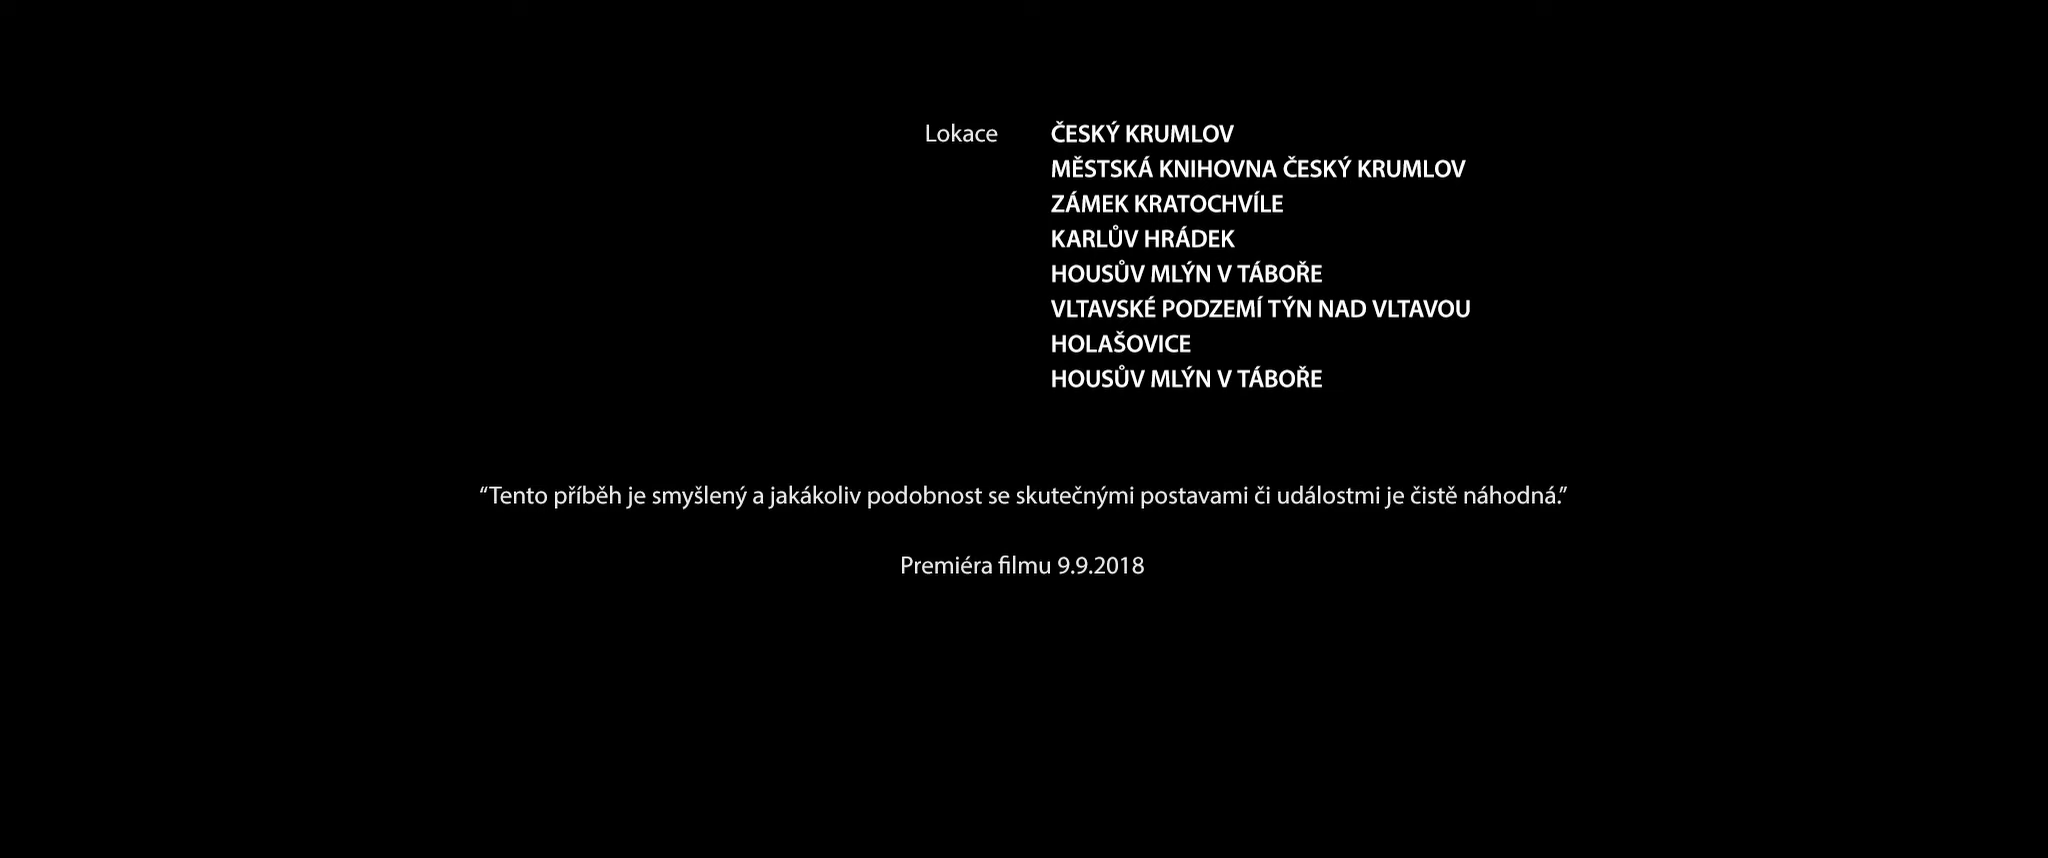 Lokace ČESKÝ KRUMLOV
MĚSTSKÁ KNIHOVNA ČESKÝ KRUMLOV
ZÁMEK KRATOCHVÍLE
KARLŮV HRÁDEK
HOUSŮV MLÝN V TÁBOŘE
VLTAVSKÉ PODZEMÍ TÝN NAD VLTAVOU
HOLAŠOVICE
HOUSŮV MLÝN V TÁBOŘE
“Tento příběh je smyšlený a jakákoliv podobnost se skutečnými postavami či událostmi je čistě náhodná.”
Premiéra filmu 9.9.2018